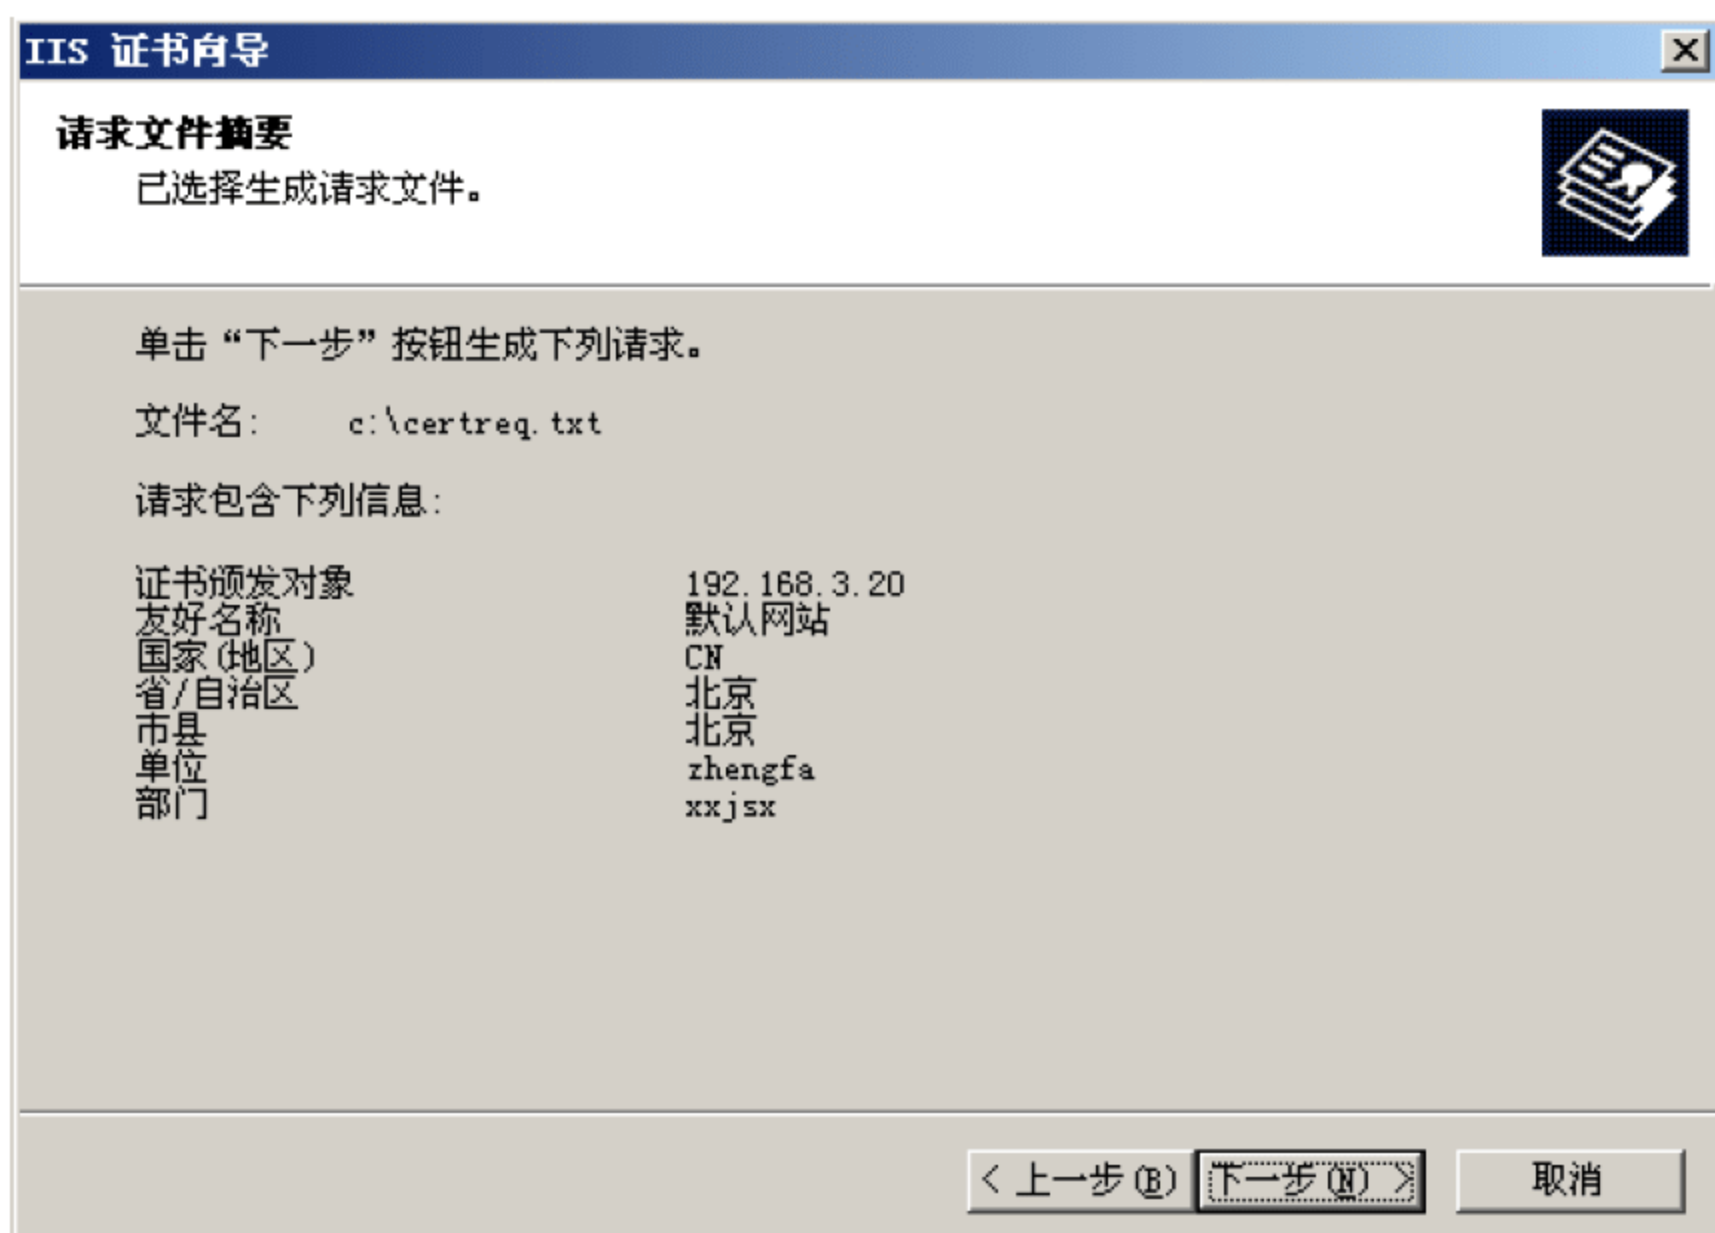 IIS 证书向导
请求文件摘要
已选择生成请求文件。
单击“下一步”按钮生成下列请求。
文件名: c:\certreq.txt
请求包含下列信息:
证书颁发对象 192.168.3.20
友好名称 默认网站
国家(地区) CN
省/自治区 北京
市县 北京
单位 zhengfa
部门 xxjsx
< 上一步(B) 下一步(N) > 取消